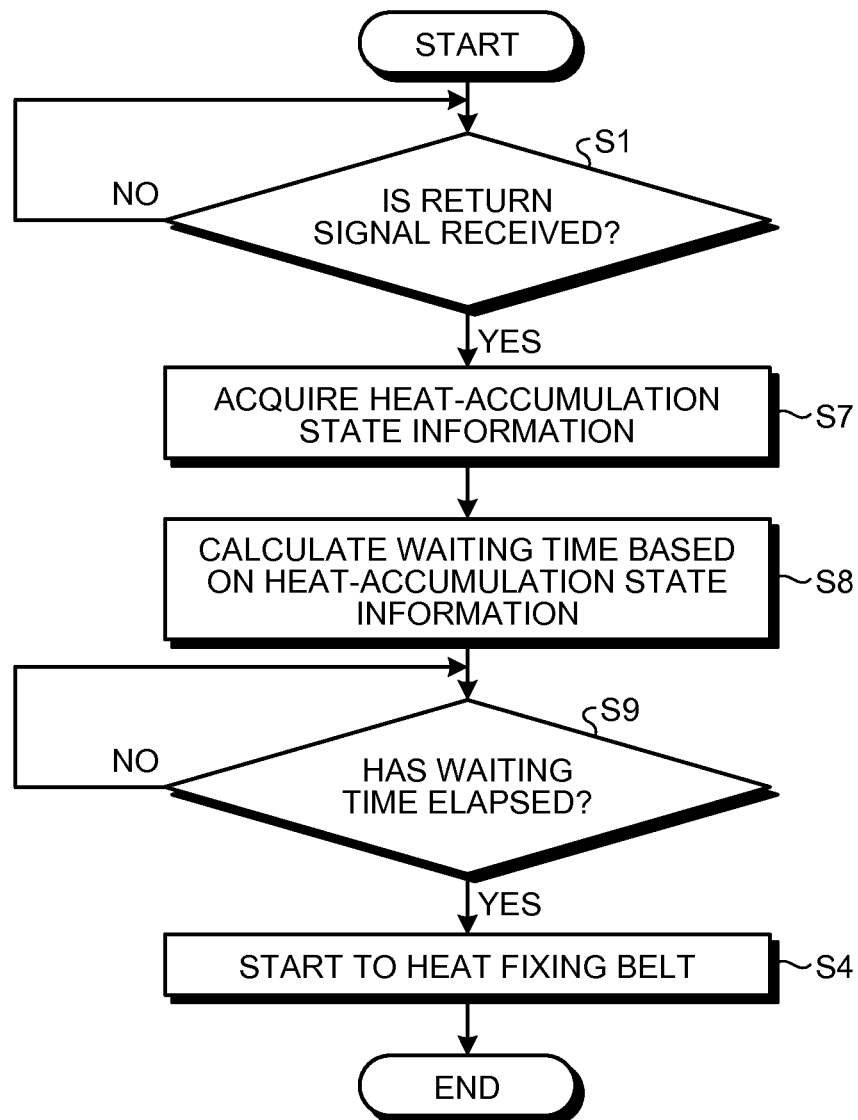 START
S1
IS RETURN
SIGNAL RECEIVED?
NO
YES
ACQUIRE HEAT-ACCUMULATION
STATE INFORMATION
S7
CALCULATE WAITING TIME BASED
ON HEAT-ACCUMULATION STATE
INFORMATION
S8
S9
HAS WAITING
TIME ELAPSED?
NO
YES
START TO HEAT FIXING BELT
S4
END